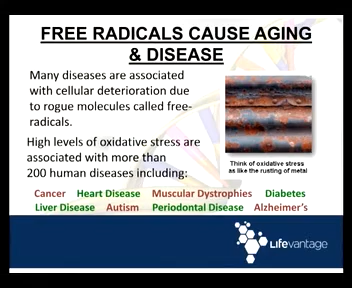 FREE RADICALS CAUSE AGING
& DISEASE
Many diseases are associated
with cellular deterioration due
to rogue molecules called free-
radicals.
High levels of oxidative stress are
associated with more than
200 human diseases including:
Think of oxidative stress
as like the rusting of metal
Cancer Heart Disease Muscular Dystrophies Diabetes
Liver Disease Autism Periodontal Disease Alzheimer's
Lifevantage